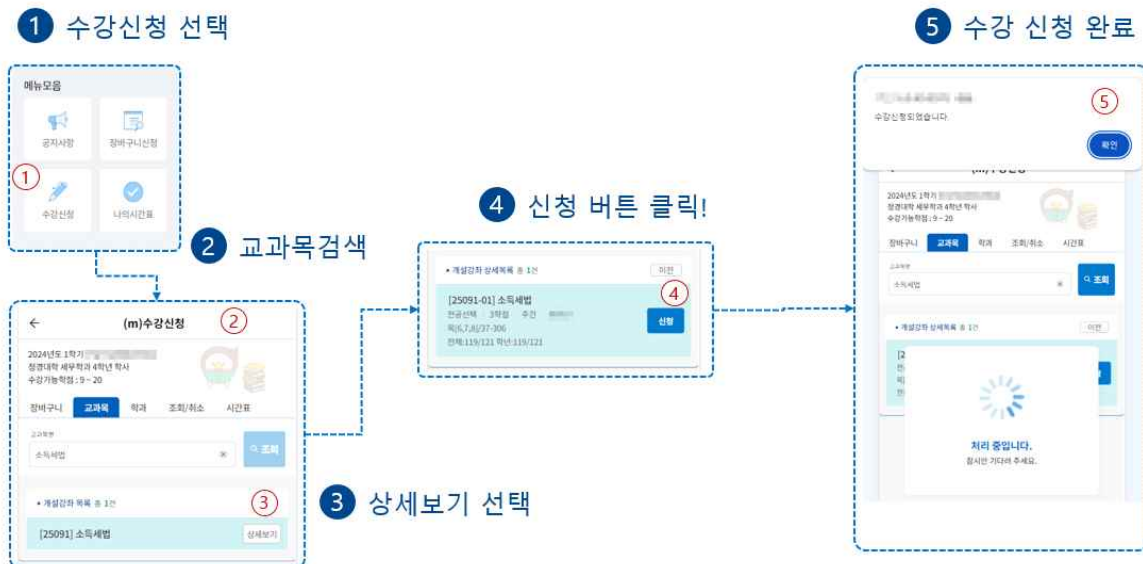 1 수강신청 선택
메뉴모음
공지사항 장바구니신청
①
수강신청 나의시간표
2 교과목검색
← (m)수강신청 ②
2024년도 1학기
정경대학 세무학과 4학년 학사
수강가능학점 : 9 ~ 20
장바구니 교과목 학과 조회/취소 시간표
교과목명
소득세법 조회
• 개설강좌 목록 총 1건 ③
[25091] 소득세법 상세보기
3 상세보기 선택
4 신청 버튼 클릭!
• 개설강좌 상세목록 총 1건 이전
④
[25091-01] 소득세법
전공선택 3학점 주간
신청
목[6,7,8]/37-306
전체:119/121 학년:119/121
5 수강 신청 완료
⑤
수강신청되었습니다.
확인
2024년도 1학기
정경대학 세무학과 4학년 학사
수강가능학점 : 9 ~ 20
장바구니 교과목 학과 조회/취소 시간표
교과목명
소득세법 조회
• 개설강좌 상세목록 총 1건 이전
처리 중입니다.
잠시만 기다려 주세요.